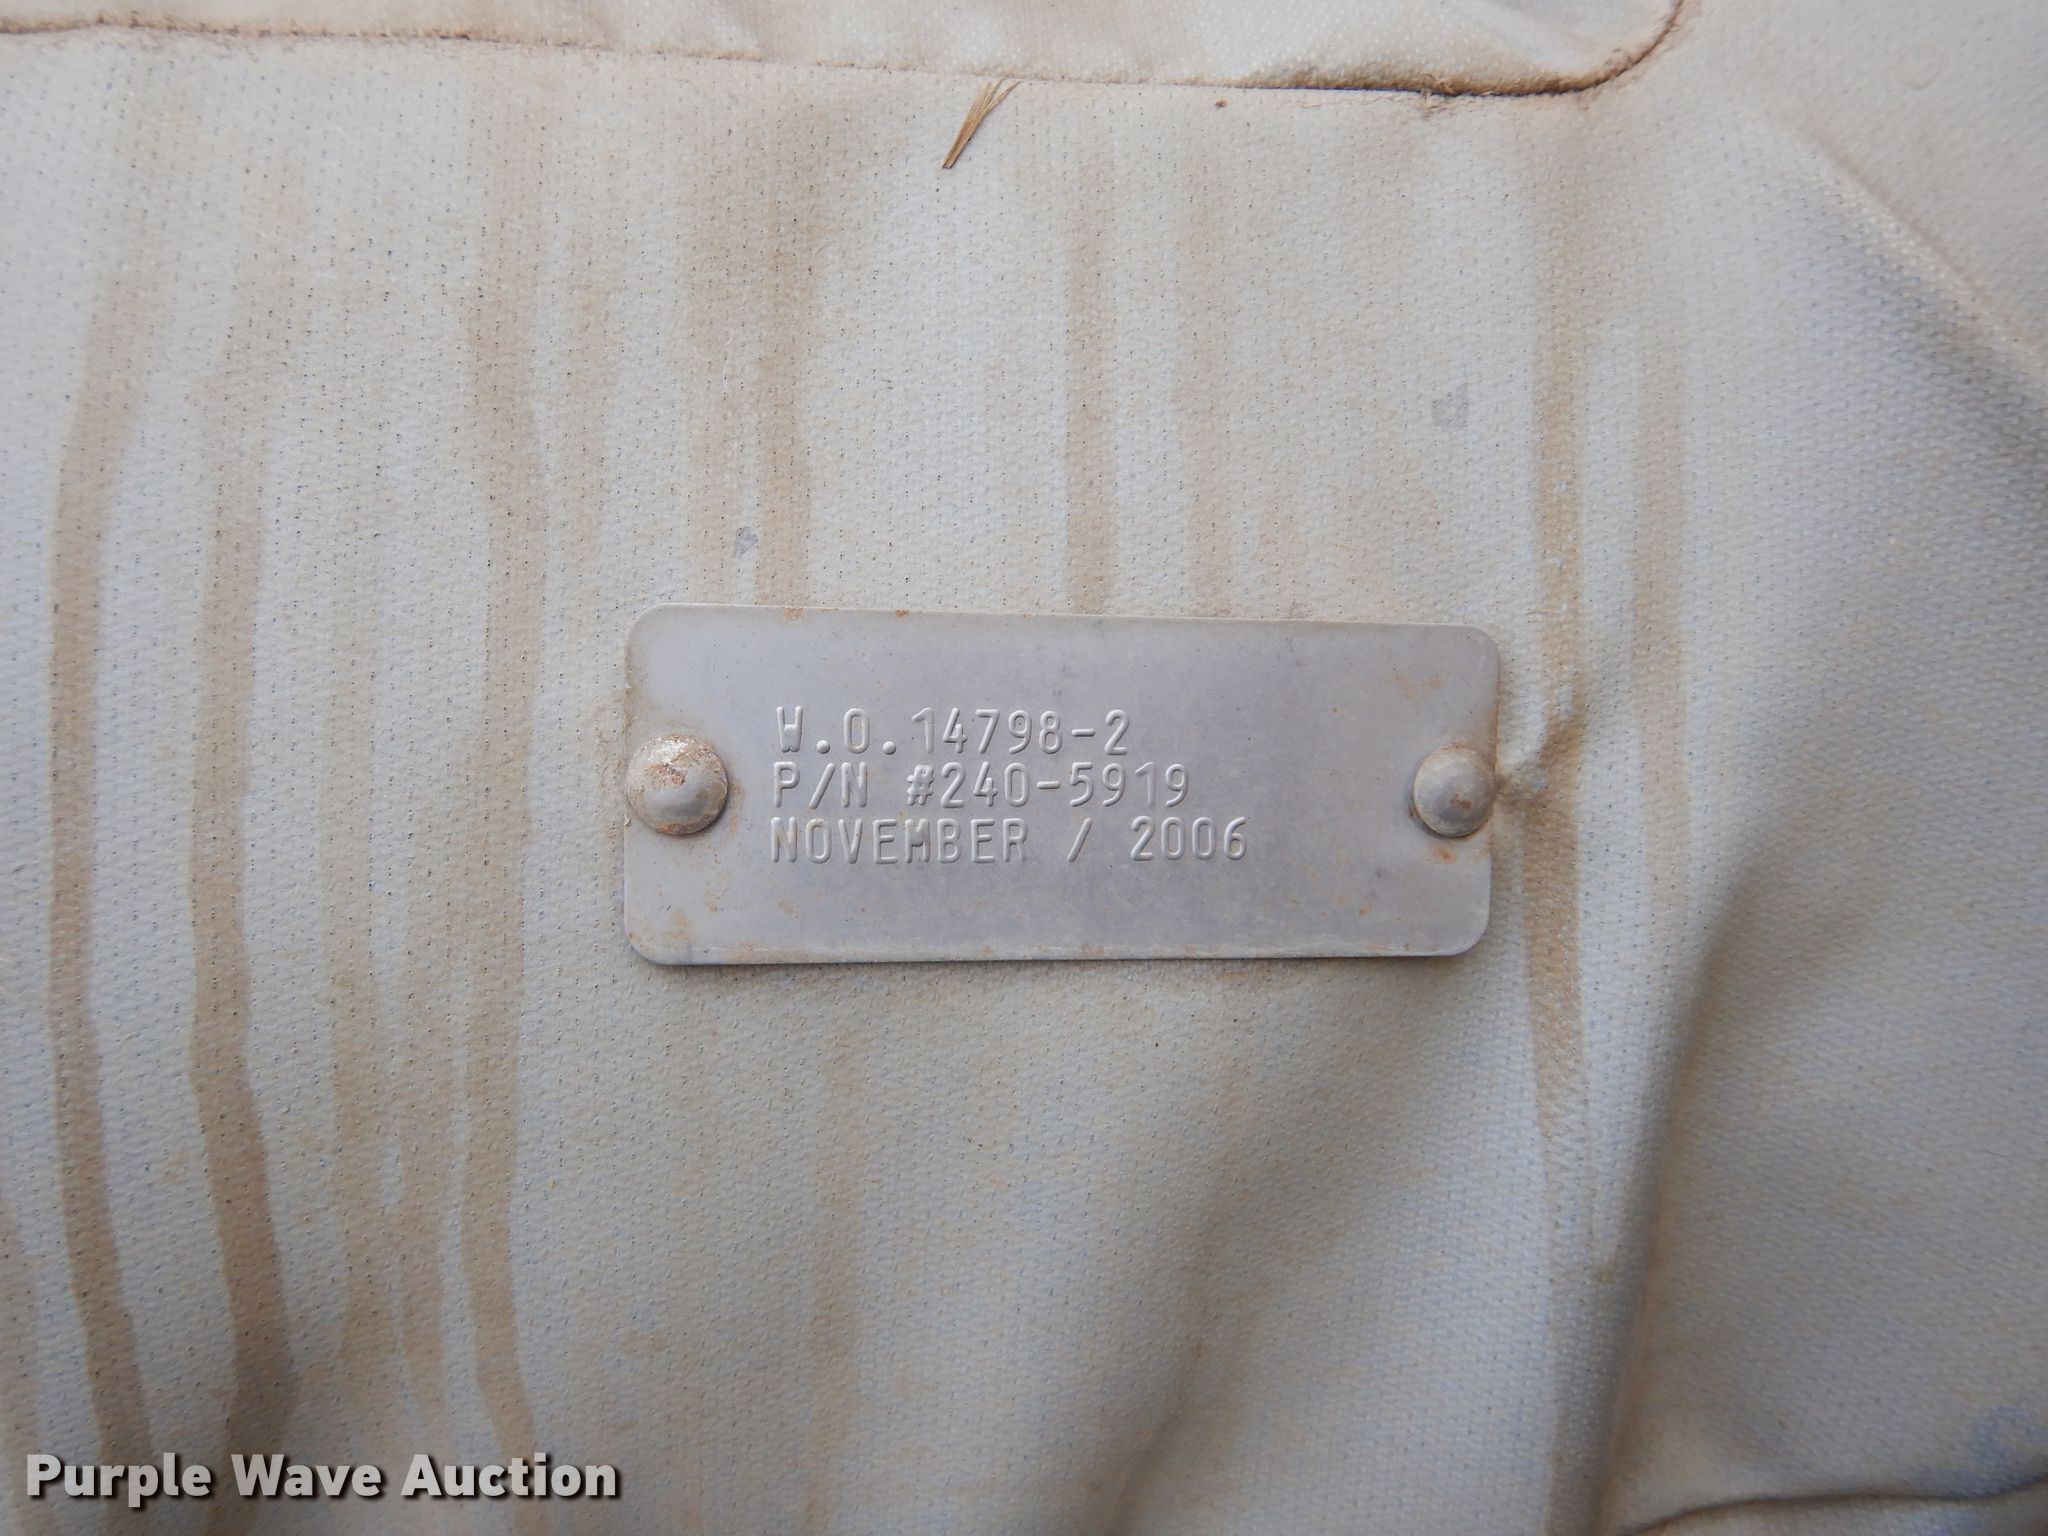 W.O.14798-2
P/N #240-5919
NOVEMBER / 2006
Purple Wave Auction